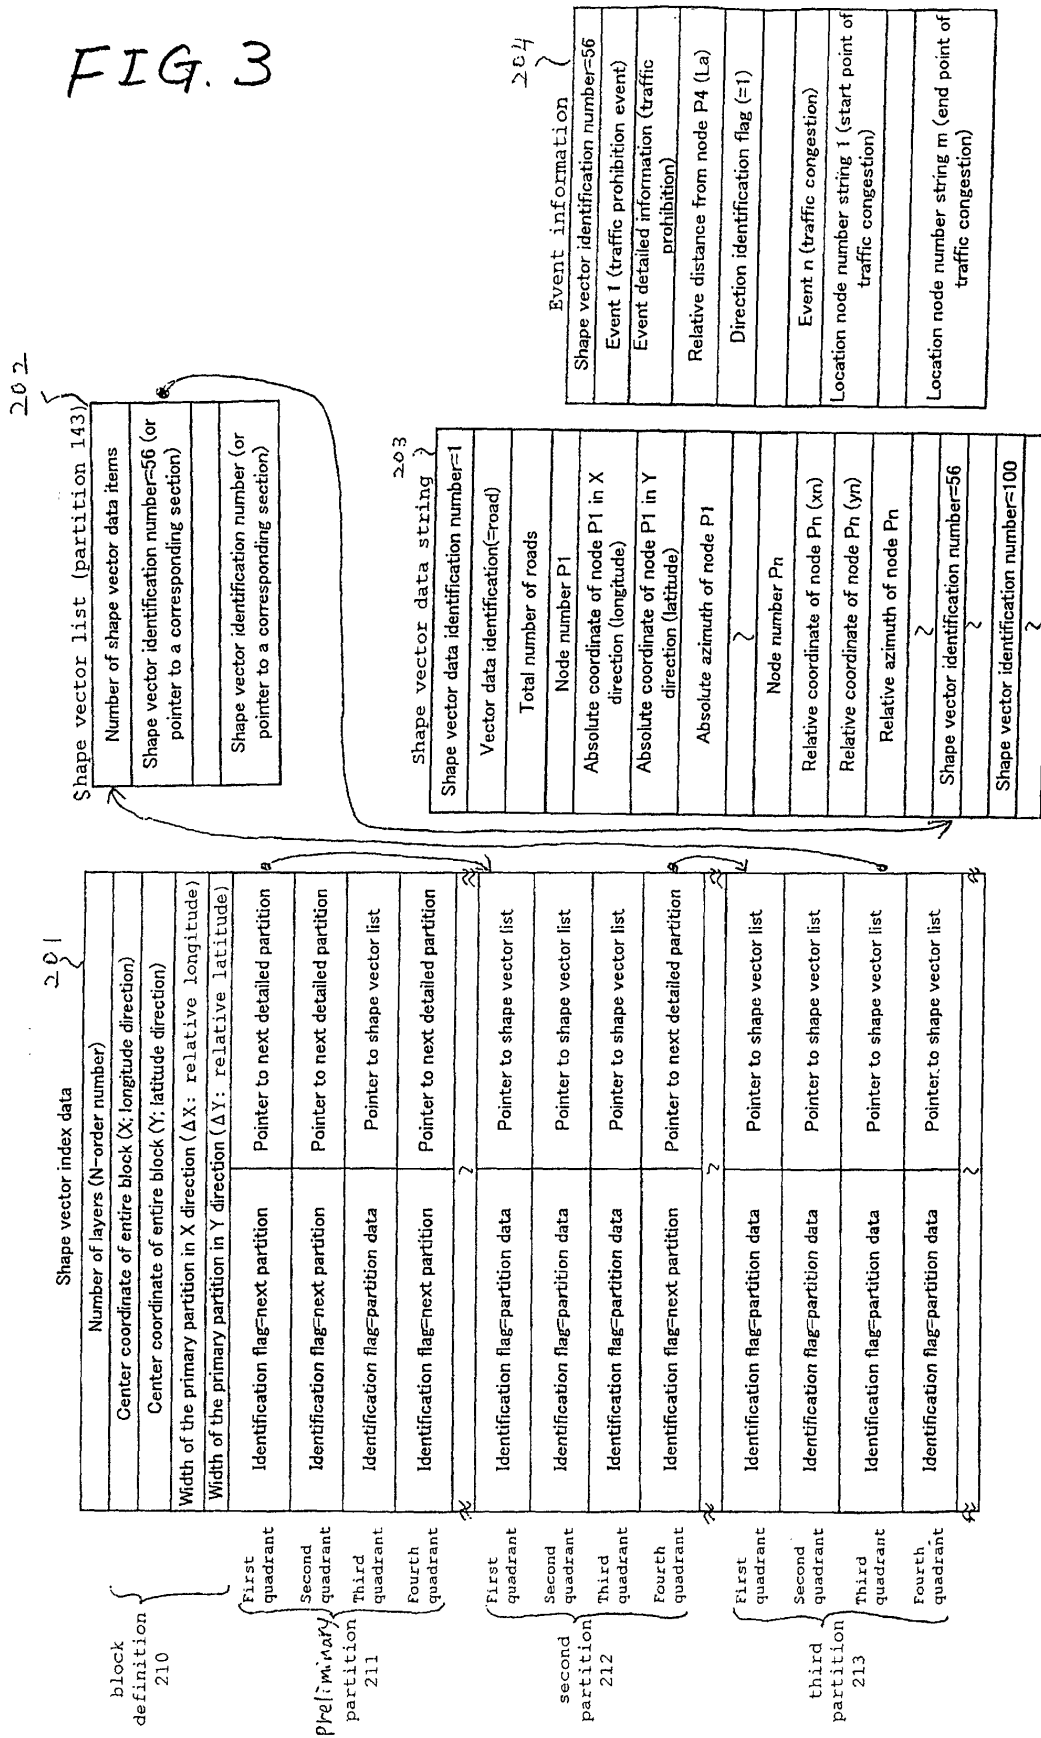 FIG. 3
Shape vector index data
201
Number of layers (N-order number)
Center coordinate of entire block (X; longitude direction)
Center coordinate of entire block (Y; latitude direction)
Width of the primary partition in X direction (ΔX: relative longitude)
Width of the primary partition in Y direction (ΔY: relative latitude)
block
definition
210
Preliminary
partition
211
First
quadrant
Identification flag=next partition
Pointer to next detailed partition
Second
quadrant
Identification flag=next partition
Pointer to next detailed partition
Third
quadrant
Identification flag=partition data
Pointer to shape vector list
Fourth
quadrant
Identification flag=next partition
Pointer to next detailed partition
second
partition
212
First
quadrant
Identification flag=partition data
Pointer to shape vector list
Second
quadrant
Identification flag=partition data
Pointer to shape vector list
Third
quadrant
Identification flag=partition data
Pointer to shape vector list
Fourth
quadrant
Identification flag=next partition
Pointer to next detailed partition
third
partition
213
First
quadrant
Identification flag=partition data
Pointer to shape vector list
Second
quadrant
Identification flag=partition data
Pointer to shape vector list
Third
quadrant
Identification flag=partition data
Pointer to shape vector list
Fourth
quadrant
Identification flag=partition data
Pointer to shape vector list
202
Shape vector list (partition 143)
Number of shape vector data items
Shape vector identification number=56 (or
pointer to a corresponding section)
Shape vector identification number (or
pointer to a corresponding section)
203
Shape vector data string
Shape vector data identification number=1
Vector data identification(=road)
Total number of roads
Node number P1
Absolute coordinate of node P1 in X
direction (longitude)
Absolute coordinate of node P1 in Y
direction (latitude)
Absolute azimuth of node P1
Node number Pn
Relative coordinate of node Pn (xn)
Relative coordinate of node Pn (yn)
Relative azimuth of node Pn
Shape vector identification number=56
Shape vector identification number=100
204
Event information
Shape vector identification number=56
Event 1 (traffic prohibition event)
Event detailed information (traffic
prohibition)
Relative distance from node P4 (La)
Direction identification flag (=1)
Event n (traffic congestion)
Location node number string 1 (start point of
traffic congestion)
Location node number string m (end point of
traffic congestion)